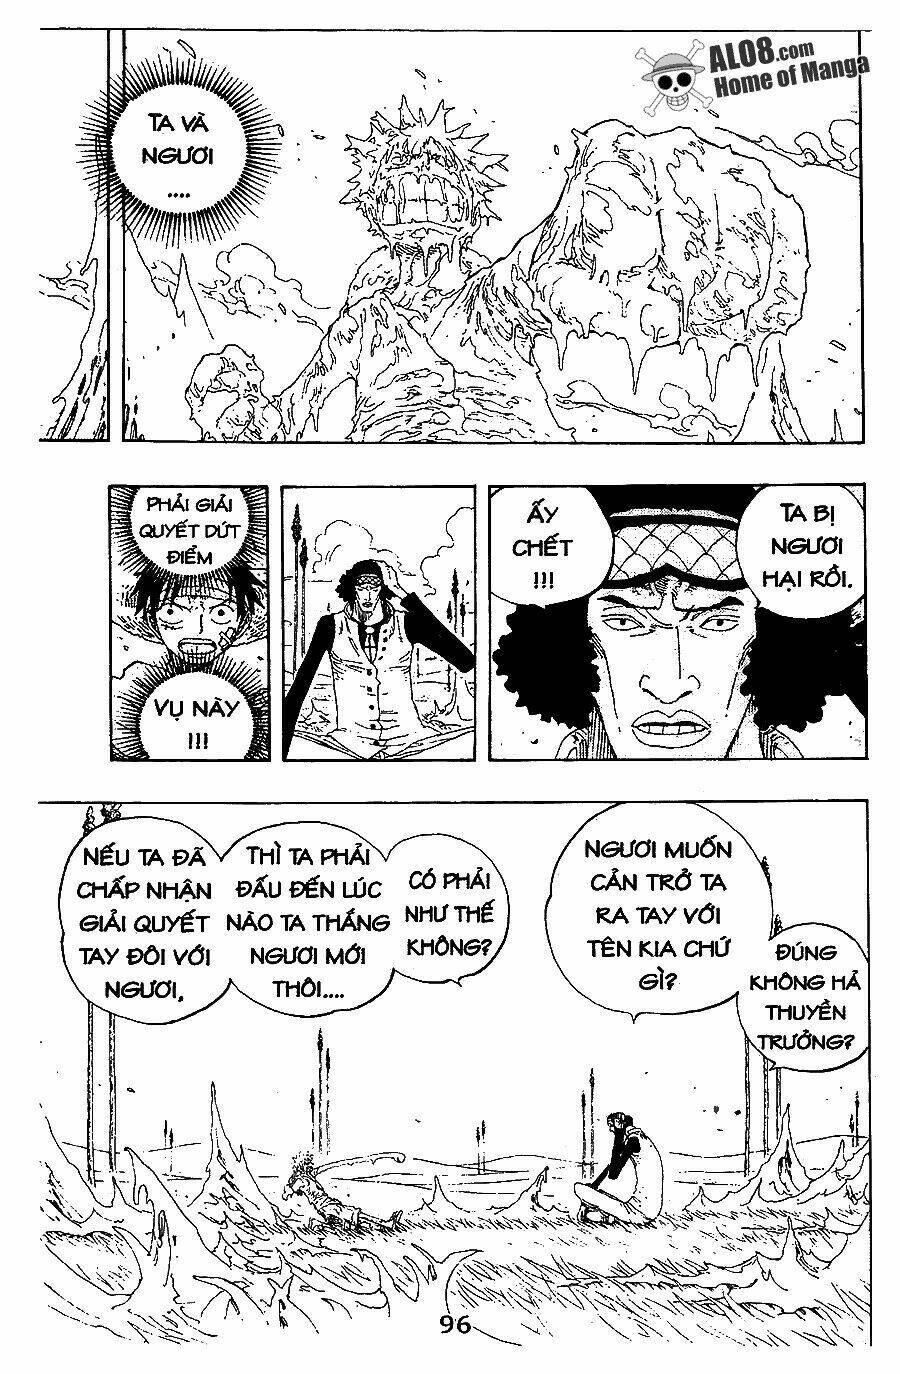 AL08.com
Home of Manga
TA VÀ
NGƯƠI
....
PHẢI GIẢI
QUYẾT DỨT
ĐIỂM
VỤ NÀY
!!!
ẤY
CHẾT
!!!
TA BỊ
NGƯƠI
HẠI RỒI.
NẾU TA ĐÃ
CHẤP NHẬN
GIẢI QUYẾT
TAY ĐÔI VỚI
NGƯƠI,
THÌ TA PHẢI
ĐẤU ĐẾN LÚC
NÀO TA THẮNG
NGƯƠI MỚI
THÔI....
CÓ PHẢI
NHƯ THẾ
KHÔNG?
NGƯƠI MUỐN
CẢN TRỞ TA
RA TAY VỚI
TÊN KIA CHỨ
GÌ?
ĐÚNG
KHÔNG HẢ
THUYỀN
TRƯỞNG?
96